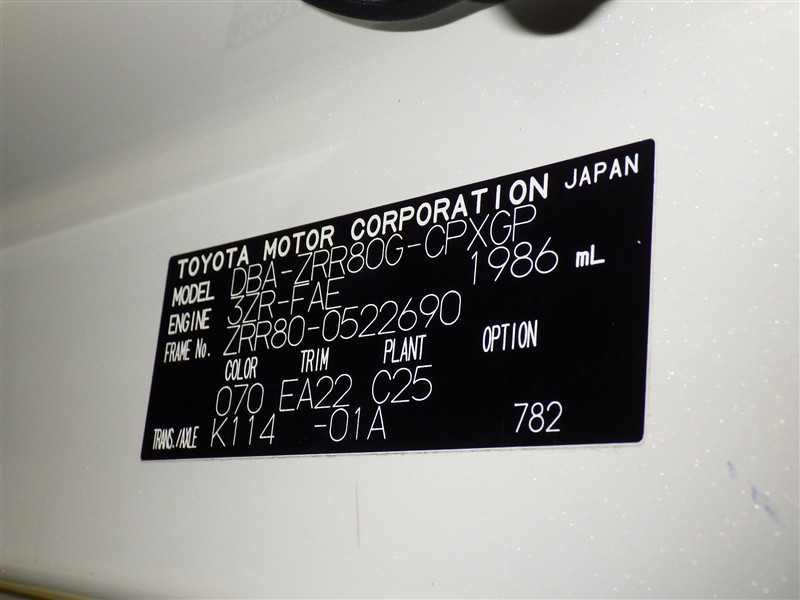 TOYOTA MOTOR CORPORATION JAPAN
MODEL DBA-ZRR80G-CPXGP
ENGINE 3ZR-FAE 1986 mL
FRAME No. ZRR80-0522690
COLOR TRIM PLANT OPTION
070 EA22 C25
TRANS./AXLE K114 -01A 782